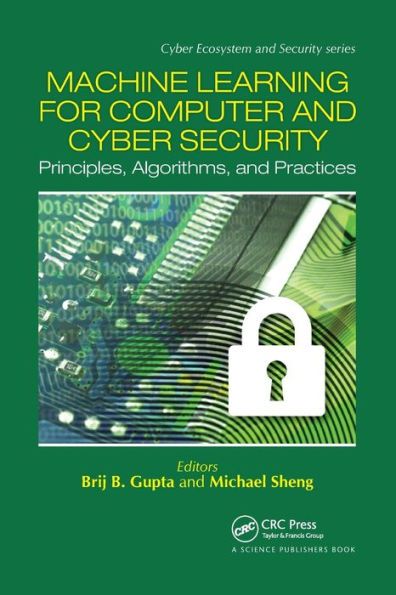 Cyber Ecosystem and Security series
MACHINE LEARNING
FOR COMPUTER AND
CYBER SECURITY
Principles, Algorithms, and Practices
Editors
Brij B. Gupta and Michael Sheng
CRC CRC Press
Taylor & Francis Group
A SCIENCE PUBLISHERS BOOK